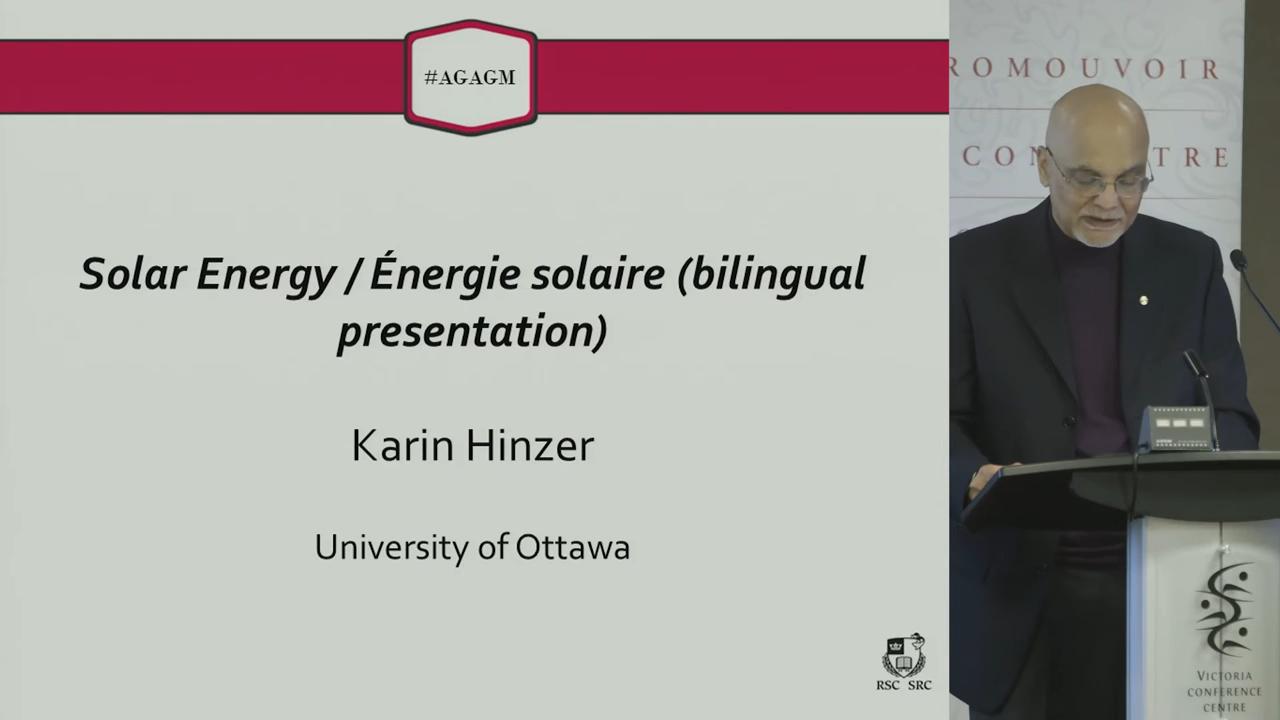 #AGAGM
Solar Energy / Énergie solaire (bilingual
presentation)
Karin Hinzer
University of Ottawa
RSC SRC
ROMOUVOIR
CON TRE
VICTORIA
CONFERENCE
CENTRE